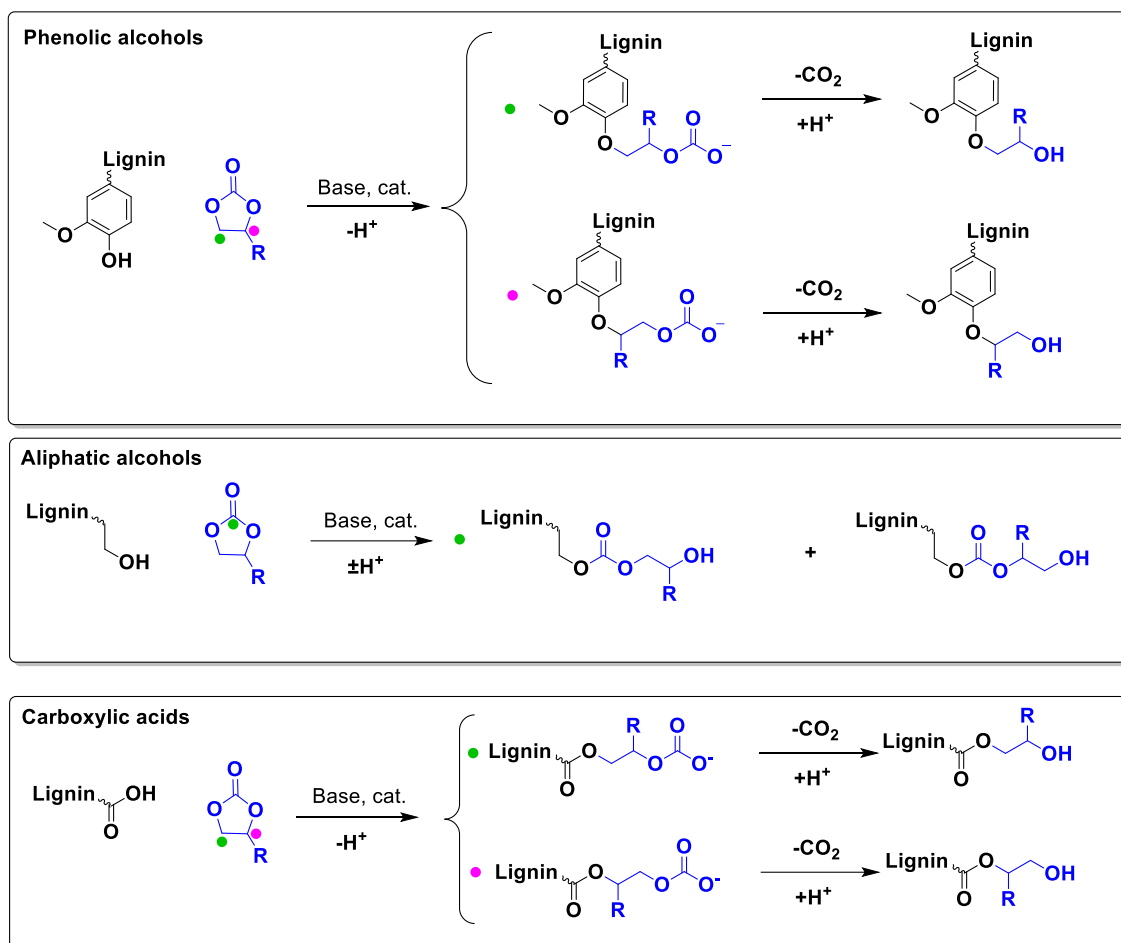 Phenolic alcohols
Lignin
O
OH
O
O
O
R
Base, cat.
-H+
Lignin
O
O
R
O
O
O−
-CO2
+H+
Lignin
O
O
R
OH
Lignin
O
O
R
O
O
O−
-CO2
+H+
Lignin
O
O
R
OH
Aliphatic alcohols
Lignin
OH
O
O
O
R
Base, cat.
±H+
Lignin
O
O
O
OH
R
+
Lignin
O
O
O
R
OH
Carboxylic acids
Lignin
OH
O
O
O
O
R
Base, cat.
-H+
Lignin
O
O
R
O
O
O-
-CO2
+H+
Lignin
O
O
R
OH
Lignin
O
O
R
O
O
O-
-CO2
+H+
Lignin
O
O
R
OH